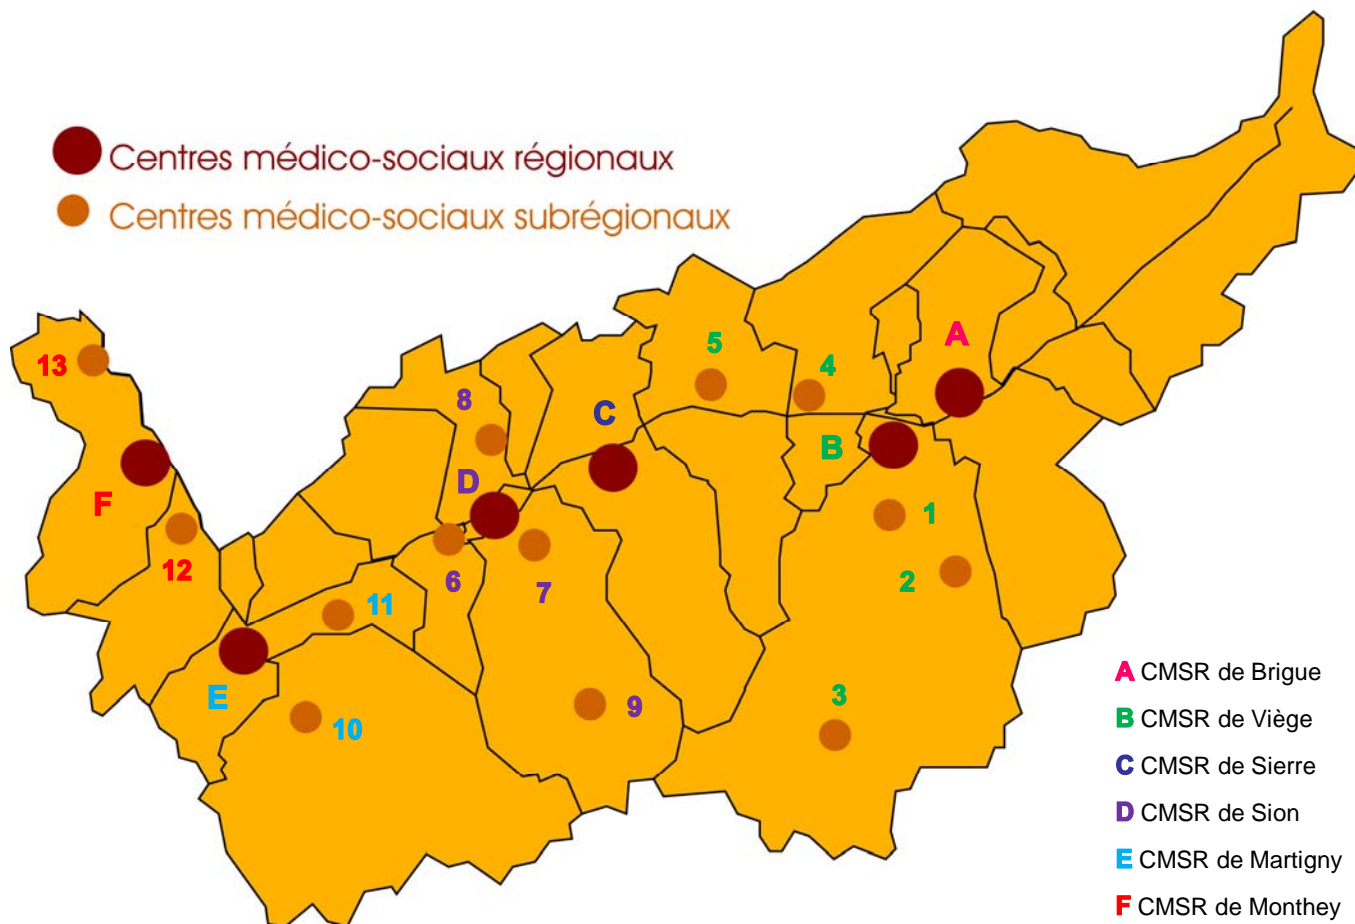 Centres médico-sociaux régionaux
Centres médico-sociaux subrégionaux
A
5
13
4
8
C
B
D
F
1
12
6
7
2
11
E
10
9
3
A CMSR de Brigue
B CMSR de Viège
C CMSR de Sierre
D CMSR de Sion
E CMSR de Martigny
F CMSR de Monthey